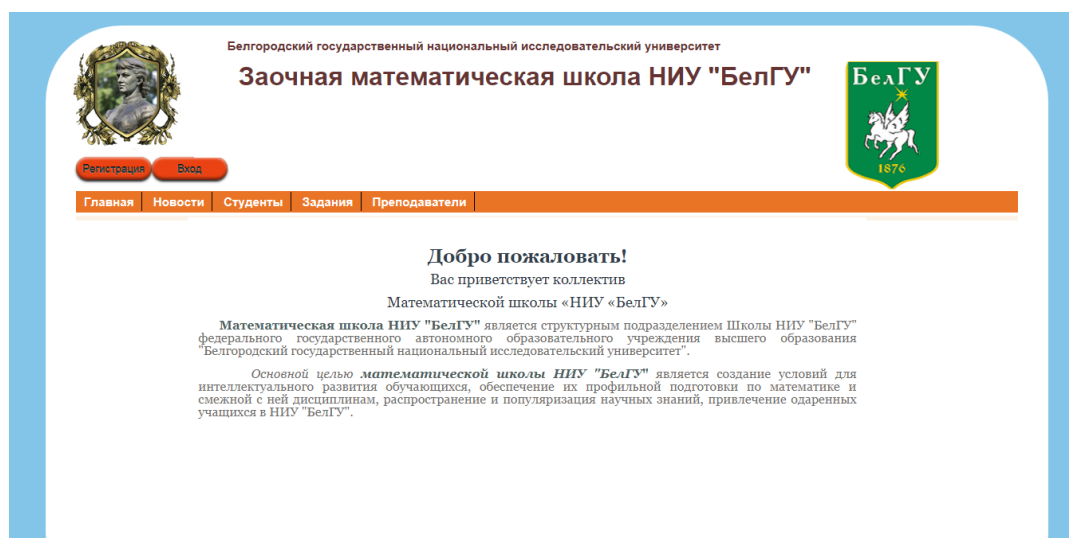 Белгородский государственный национальный исследовательский университет
Заочная математическая школа НИУ "БелГУ"
БелГУ
1876
Регистрация Вход
Главная Новости Студенты Задания Преподаватели
Добро пожаловать!
Вас приветствует коллектив
Математической школы «НИУ «БелГУ»
Математическая школа НИУ "БелГУ" является структурным подразделением Школы НИУ "БелГУ"
федерального государственного автономного образовательного учреждения высшего образования
"Белгородский государственный национальный исследовательский университет".
Основной целью математической школы НИУ "БелГУ" является создание условий для
интеллектуального развития обучающихся, обеспечение их профильной подготовки по математике и
смежной с ней дисциплинам, распространение и популяризация научных знаний, привлечение одаренных
учащихся в НИУ "БелГУ".